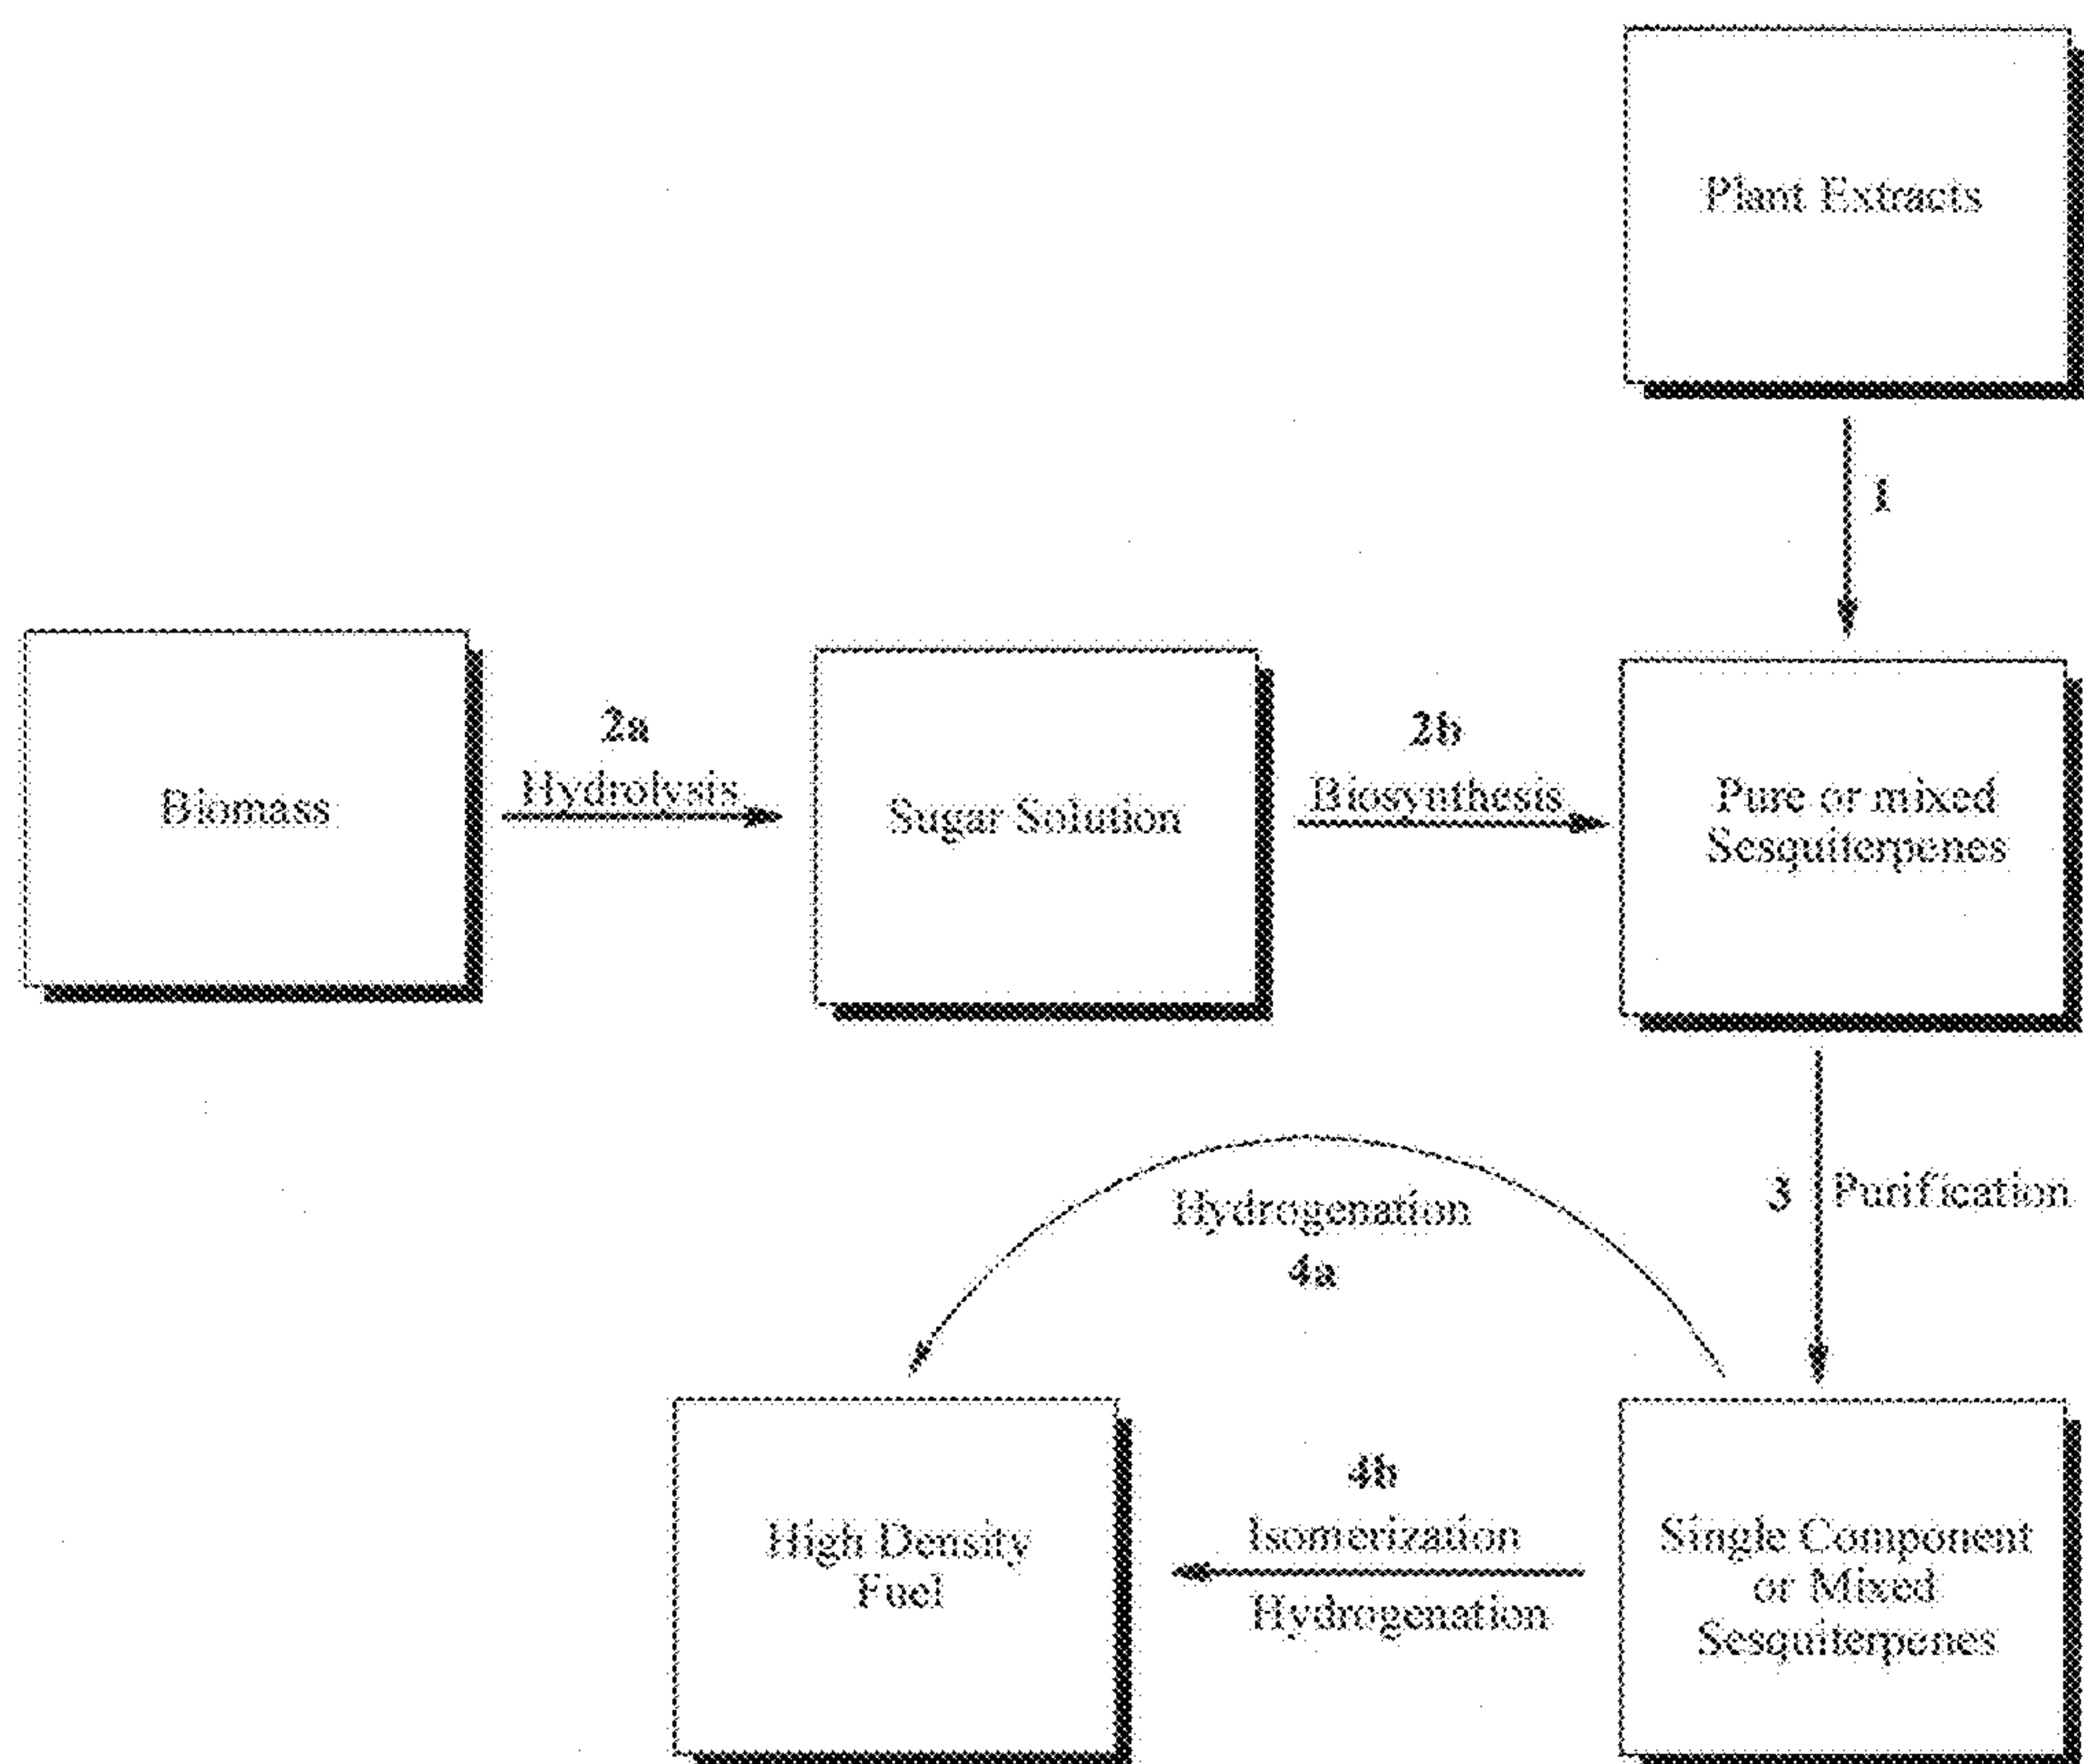 Plant Extracts
1
2a
Hydrolysis
2b
Biosynthesis
Biomass
Sugar Solution
Pure or mixed
Sesquiterpenes
3 Purification
Hydrogenation
4a
4b
Isomerization
Hydrogenation
High Density
Fuel
Single Component
or Mixed
Sesquiterpenes